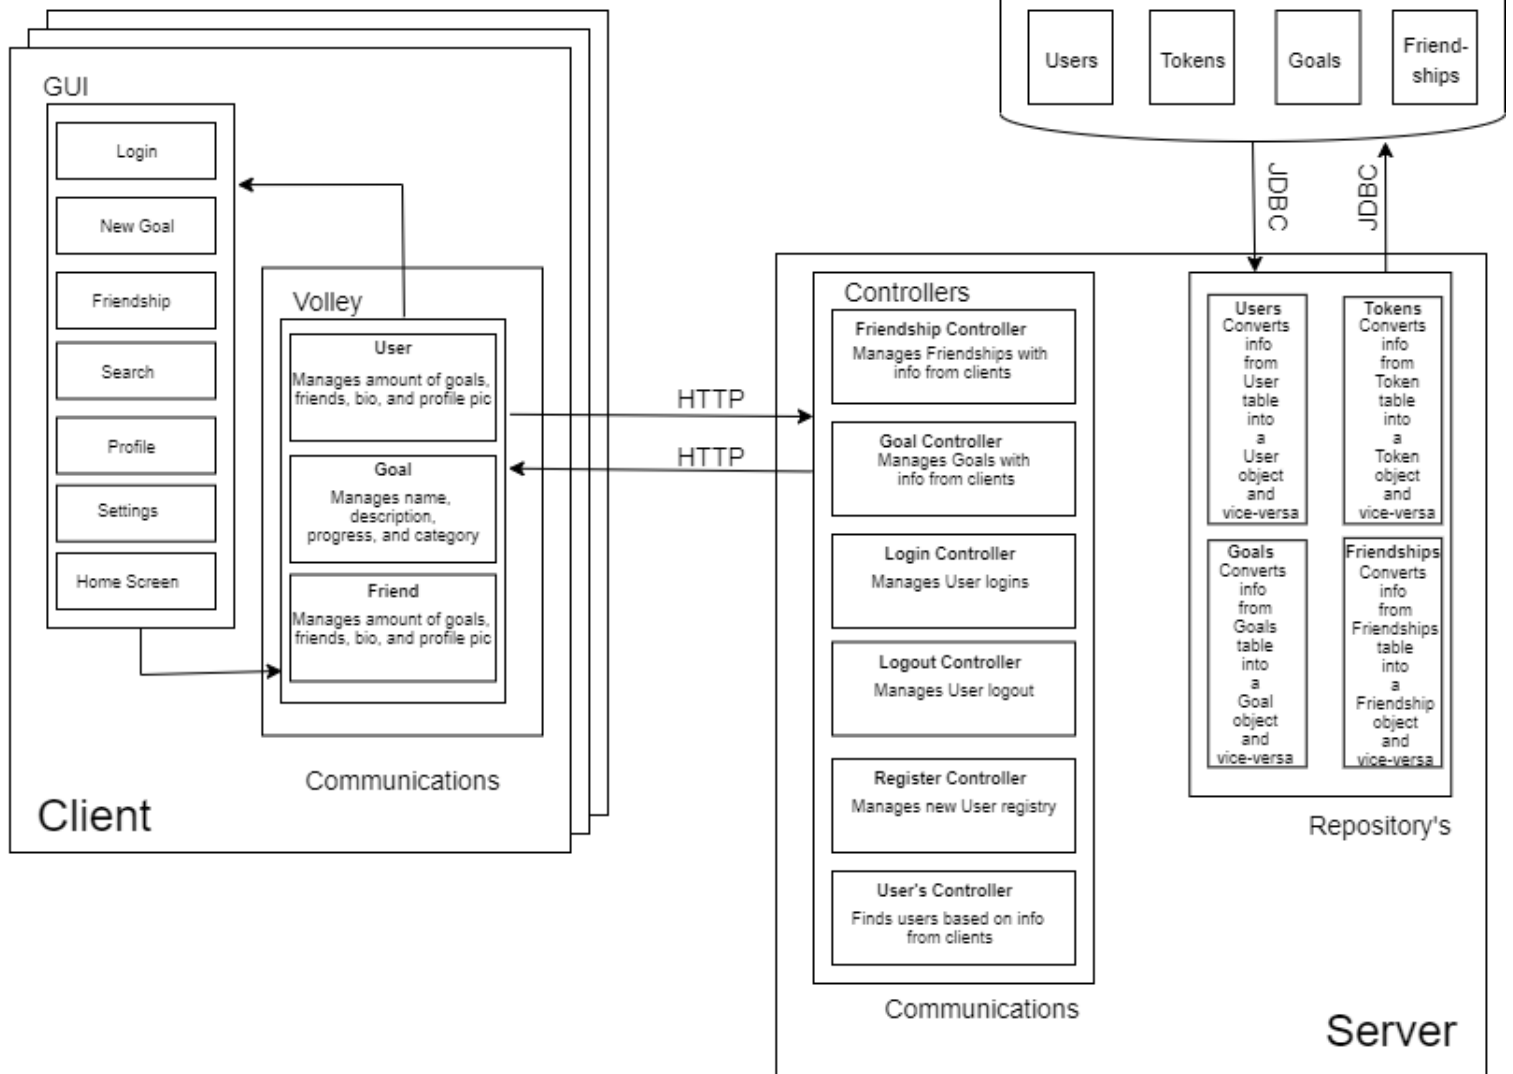 GUI
Login
New Goal
Friendship
Search
Profile
Settings
Home Screen
Volley
User
Manages amount of goals,
friends, bio, and profile pic
Goal
Manages name,
description,
progress, and category
Friend
Manages amount of goals,
friends, bio, and profile pic
Communications
Client
HTTP
HTTP
Users
Tokens
Goals
Friend-
ships
JDBC
JDBC
Controllers
Friendship Controller
Manages Friendships with
info from clients
Goal Controller
Manages Goals with
info from clients
Login Controller
Manages User logins
Logout Controller
Manages User logout
Register Controller
Manages new User registry
User's Controller
Finds users based on info
from clients
Communications
Users
Converts
info
from
User
table
into
a
User
object
and
vice-versa
Tokens
Converts
info
from
Token
table
into
a
Token
object
and
vice-versa
Goals
Converts
info
from
Goals
table
into
a
Goal
object
and
vice-versa
Friendships
Converts
info
from
Friendships
table
into
a
Friendship
object
and
vice-versa
Repository's
Server